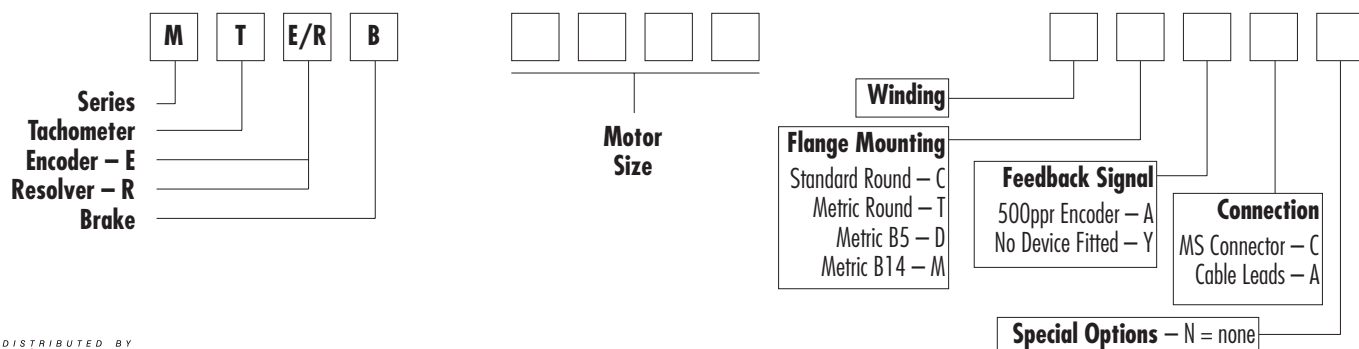 M T E/R B
Series
Tachometer
Encoder – E
Resolver – R
Brake
Motor
Size
Winding
Flange Mounting
Standard Round – C
Metric Round – T
Metric B5 – D
Metric B14 – M
Feedback Signal
500ppr Encoder – A
No Device Fitted – Y
Connection
MS Connector – C
Cable Leads – A
Special Options – N = none
DISTRIBUTED BY